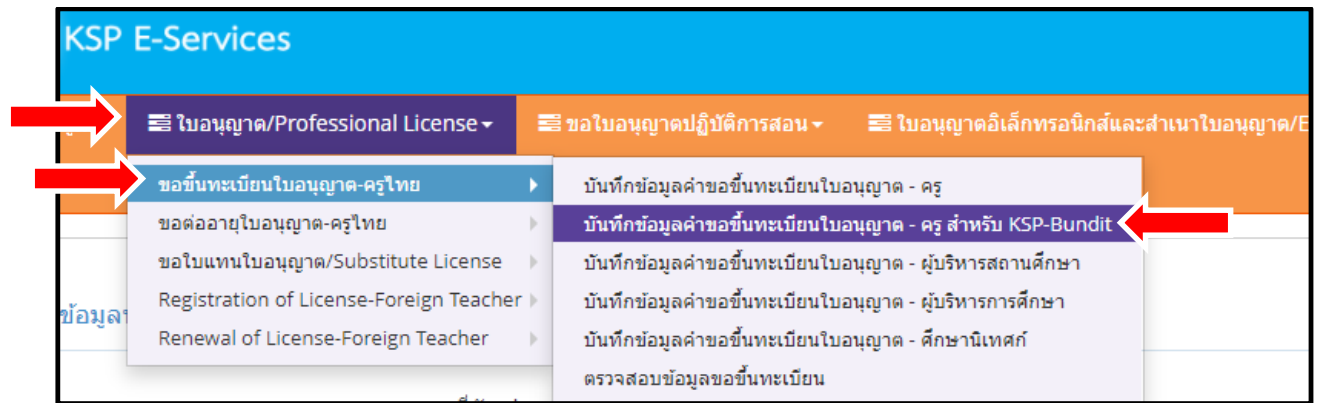 KSP E-Services
ใบอนุญาต/Professional License
ขอใบอนุญาตปฏิบัติการสอน
ใบอนุญาตอิเล็กทรอนิกส์และสำเนาใบอนุญาต/E
ขอขึ้นทะเบียนใบอนุญาต-ครูไทย
ขอต่ออายุใบอนุญาต-ครูไทย
ขอใบแทนใบอนุญาต/Substitute License
Registration of License-Foreign Teacher
Renewal of License-Foreign Teacher
บันทึกข้อมูลคำขอขึ้นทะเบียนใบอนุญาต - ครู
บันทึกข้อมูลคำขอขึ้นทะเบียนใบอนุญาต - ครู สำหรับ KSP-Bundit
บันทึกข้อมูลคำขอขึ้นทะเบียนใบอนุญาต - ผู้บริหารสถานศึกษา
บันทึกข้อมูลคำขอขึ้นทะเบียนใบอนุญาต - ผู้บริหารการศึกษา
บันทึกข้อมูลคำขอขึ้นทะเบียนใบอนุญาต - ศึกษานิเทศก์
ตรวจสอบข้อมูลขอขึ้นทะเบียน
ข้อมูล